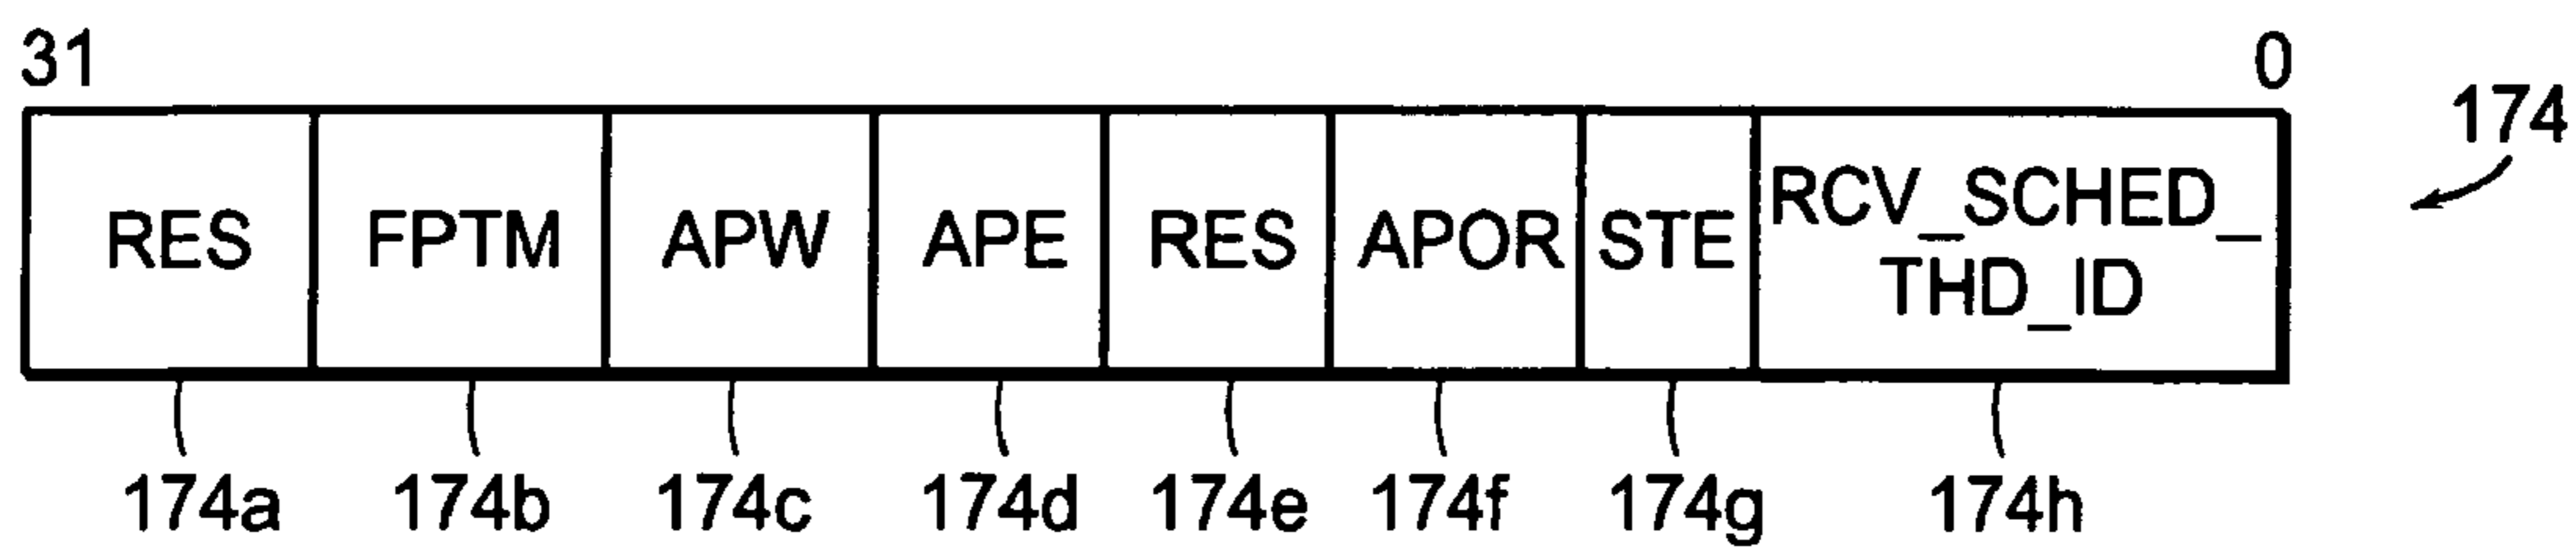 31 0
174
RES FPTM APW APE RES APOR STE RCV_SCHED_
THD_ID
174a 174b 174c 174d 174e 174f 174g 174h